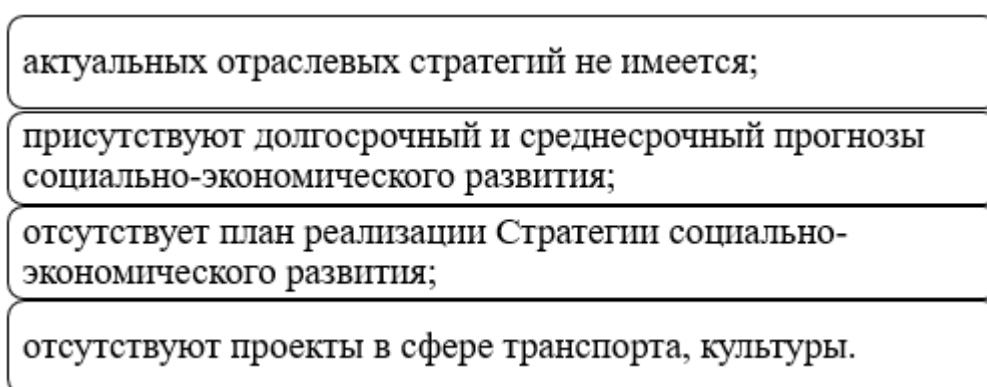 актуальных отраслевых стратегий не имеется;
присутствуют долгосрочный и среднесрочный прогнозы
социально-экономического развития;
отсутствует план реализации Стратегии социально-
экономического развития;
отсутствуют проекты в сфере транспорта, культуры.